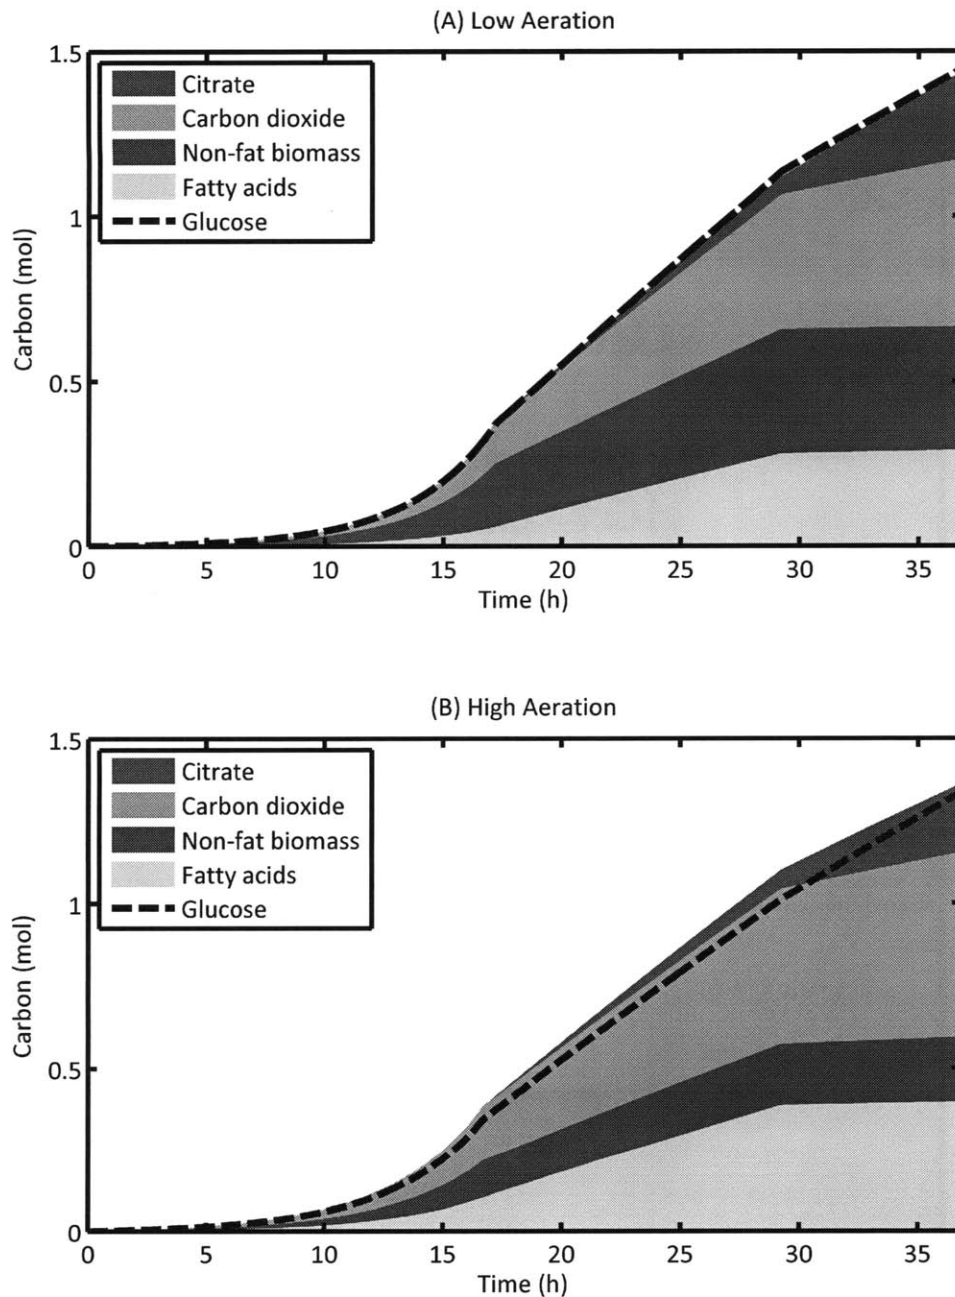 (A) Low Aeration
1.5
Citrate
Carbon dioxide
Non-fat biomass
Fatty acids
Glucose
1
Carbon (mol)
0.5
0
0 5 10 15 20 25 30 35
Time (h)
(B) High Aeration
1.5
Citrate
Carbon dioxide
Non-fat biomass
Fatty acids
Glucose
1
Carbon (mol)
0.5
0
0 5 10 15 20 25 30 35
Time (h)